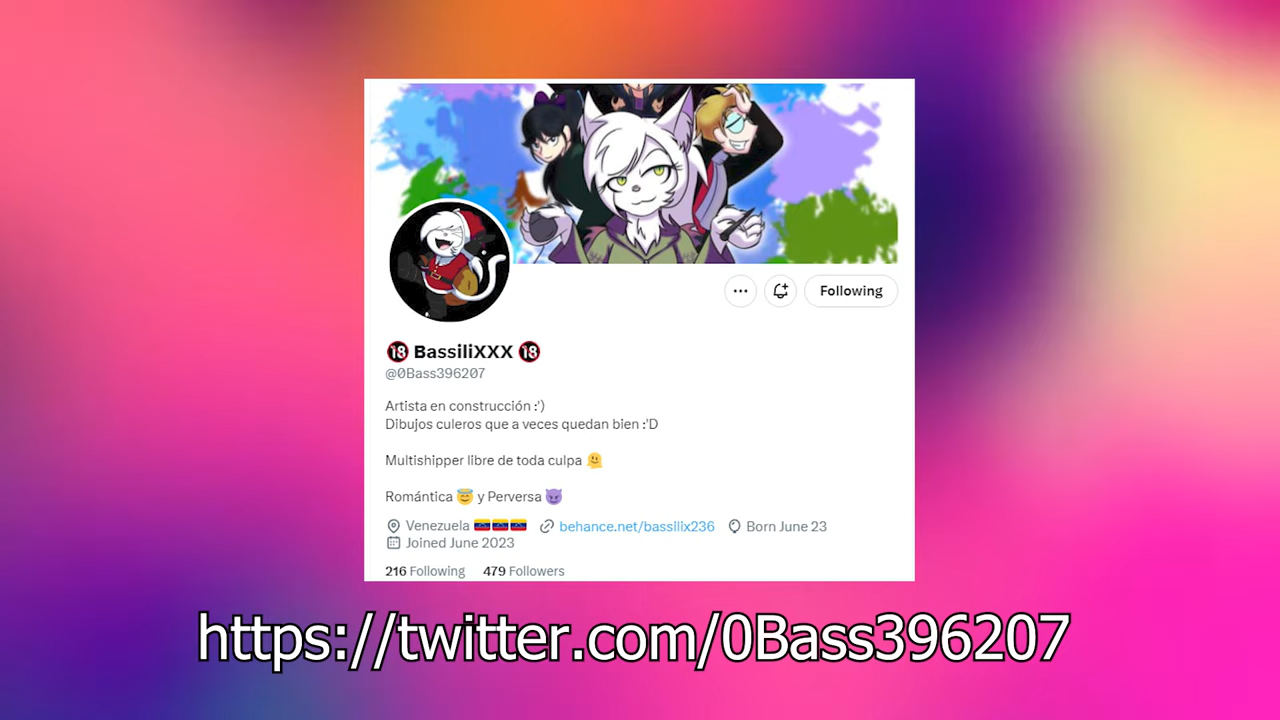 Following
🔞 BassiliXXX 🔞
@0Bass396207
Artista en construcción :')
Dibujos culeros que a veces quedan bien :'D
Multishipper libre de toda culpa 🫠
Romántica 😇 y Perversa 😈
Venezuela 🇻🇪🇻🇪🇻🇪 behance.net/bassilix236 Born June 23
Joined June 2023
216 Following 479 Followers
https://twitter.com/0Bass396207